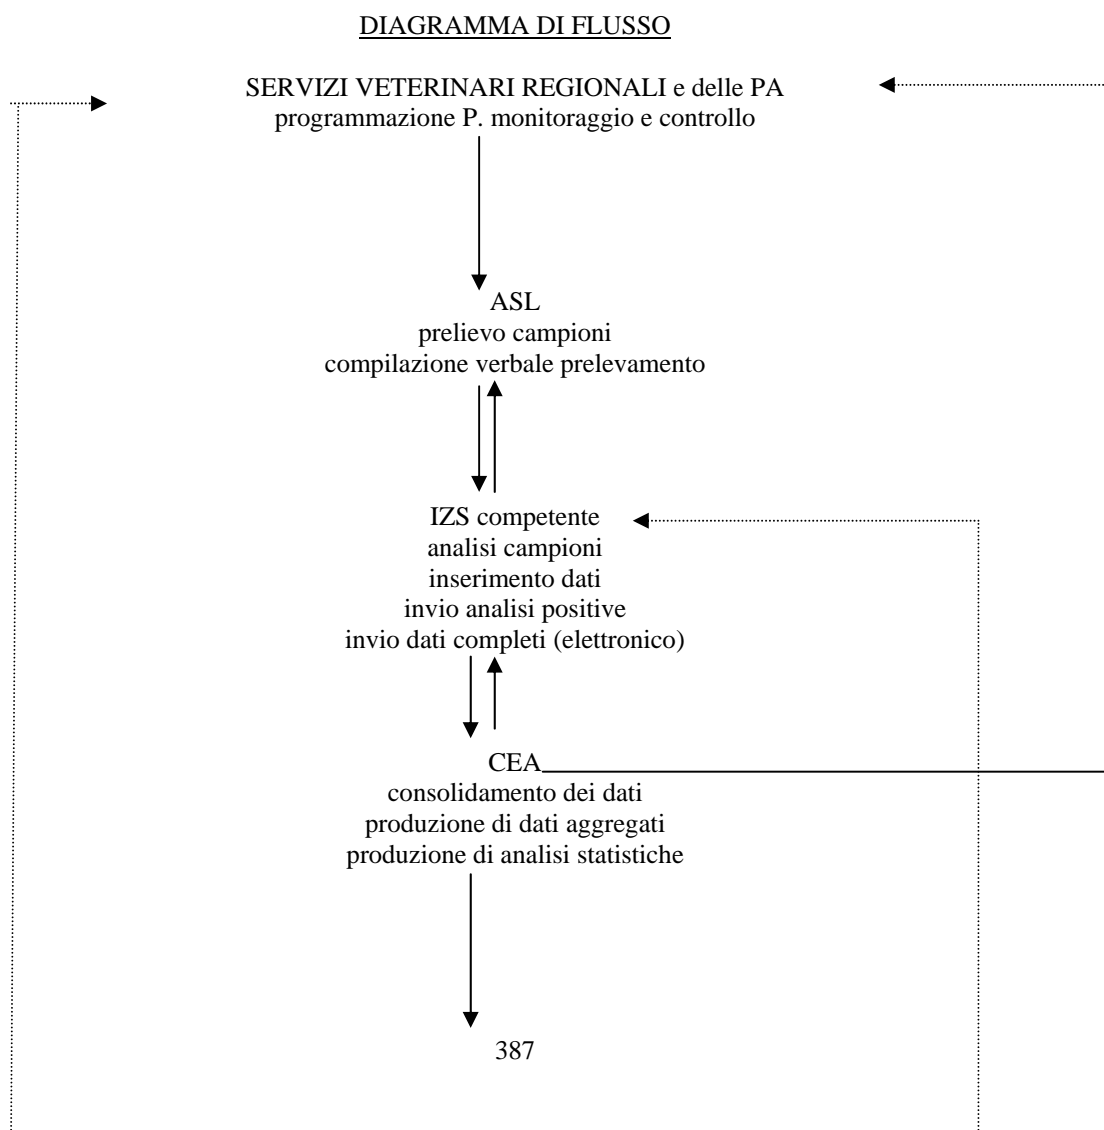 DIAGRAMMA DI FLUSSO
SERVIZI VETERINARI REGIONALI e delle PA
programmazione P. monitoraggio e controllo
ASL
prelievo campioni
compilazione verbale prelevamento
IZS competente
analisi campioni
inserimento dati
invio analisi positive
invio dati completi (elettronico)
CEA
consolidamento dei dati
produzione di dati aggregati
produzione di analisi statistiche
387